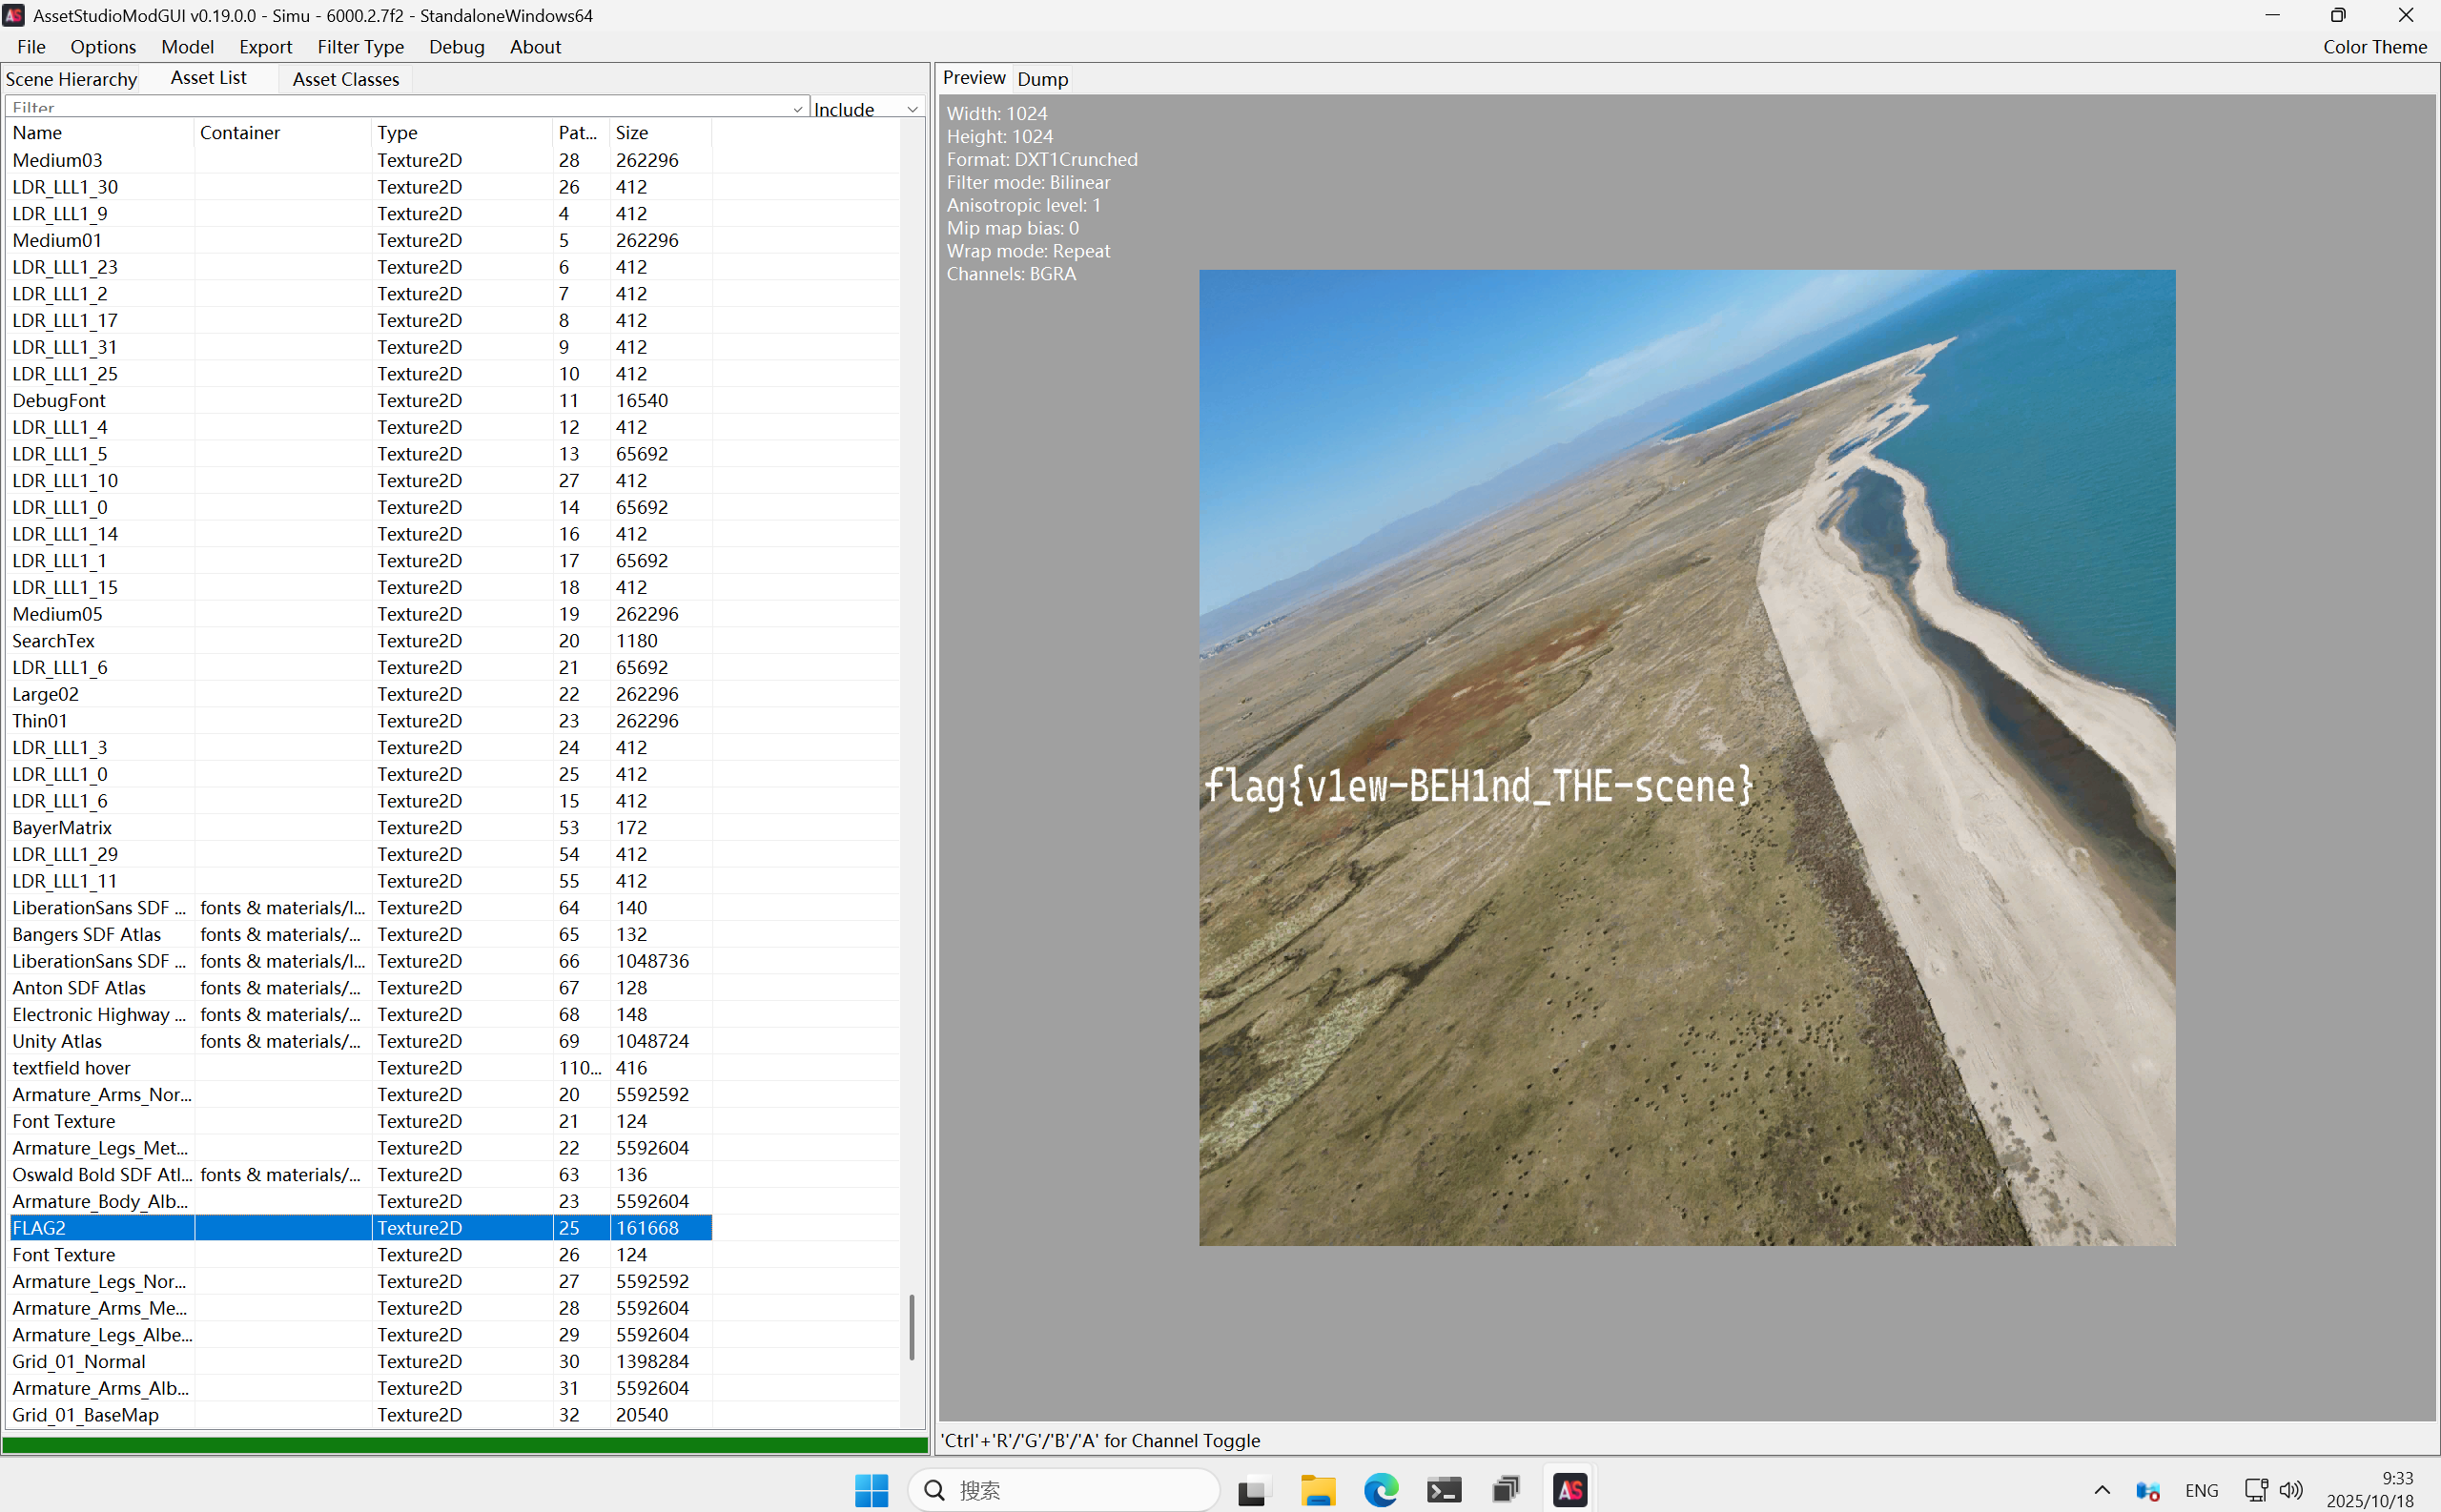 AssetStudioModGUI v0.19.0.0 - Simu - 6000.2.7f2 - StandaloneWindows64
File Options Model Export Filter Type Debug About Color Theme
Scene Hierarchy Asset List Asset Classes
Filter Include
Name Container Type Pat... Size
Medium03 Texture2D 28 262296
LDR_LLL1_30 Texture2D 26 412
LDR_LLL1_9 Texture2D 4 412
Medium01 Texture2D 5 262296
LDR_LLL1_23 Texture2D 6 412
LDR_LLL1_2 Texture2D 7 412
LDR_LLL1_17 Texture2D 8 412
LDR_LLL1_31 Texture2D 9 412
LDR_LLL1_25 Texture2D 10 412
DebugFont Texture2D 11 16540
LDR_LLL1_4 Texture2D 12 412
LDR_LLL1_5 Texture2D 13 65692
LDR_LLL1_10 Texture2D 27 412
LDR_LLL1_0 Texture2D 14 65692
LDR_LLL1_14 Texture2D 16 412
LDR_LLL1_1 Texture2D 17 65692
LDR_LLL1_15 Texture2D 18 412
Medium05 Texture2D 19 262296
SearchTex Texture2D 20 1180
LDR_LLL1_6 Texture2D 21 65692
Large02 Texture2D 22 262296
Thin01 Texture2D 23 262296
LDR_LLL1_3 Texture2D 24 412
LDR_LLL1_0 Texture2D 25 412
LDR_LLL1_6 Texture2D 15 412
BayerMatrix Texture2D 53 172
LDR_LLL1_29 Texture2D 54 412
LDR_LLL1_11 Texture2D 55 412
LiberationSans SDF ... fonts & materials/l... Texture2D 64 140
Bangers SDF Atlas fonts & materials/... Texture2D 65 132
LiberationSans SDF ... fonts & materials/l... Texture2D 66 1048736
Anton SDF Atlas fonts & materials/... Texture2D 67 128
Electronic Highway ... fonts & materials/... Texture2D 68 148
Unity Atlas fonts & materials/... Texture2D 69 1048724
textfield hover Texture2D 110... 416
Armature_Arms_Nor... Texture2D 20 5592592
Font Texture Texture2D 21 124
Armature_Legs_Met... Texture2D 22 5592604
Oswald Bold SDF Atl... fonts & materials/... Texture2D 63 136
Armature_Body_Alb... Texture2D 23 5592604
FLAG2 Texture2D 25 161668
Font Texture Texture2D 26 124
Armature_Legs_Nor... Texture2D 27 5592592
Armature_Arms_Me... Texture2D 28 5592604
Armature_Legs_Albe... Texture2D 29 5592604
Grid_01_Normal Texture2D 30 1398284
Armature_Arms_Alb... Texture2D 31 5592604
Grid_01_BaseMap Texture2D 32 20540
Preview Dump
Width: 1024
Height: 1024
Format: DXT1Crunched
Filter mode: Bilinear
Anisotropic level: 1
Mip map bias: 0
Wrap mode: Repeat
Channels: BGRA
flag{v1ew-BEH1nd_THE-scene}
'Ctrl'+'R'/'G'/'B'/'A' for Channel Toggle
搜索
AS
ENG
9:33
2025/10/18